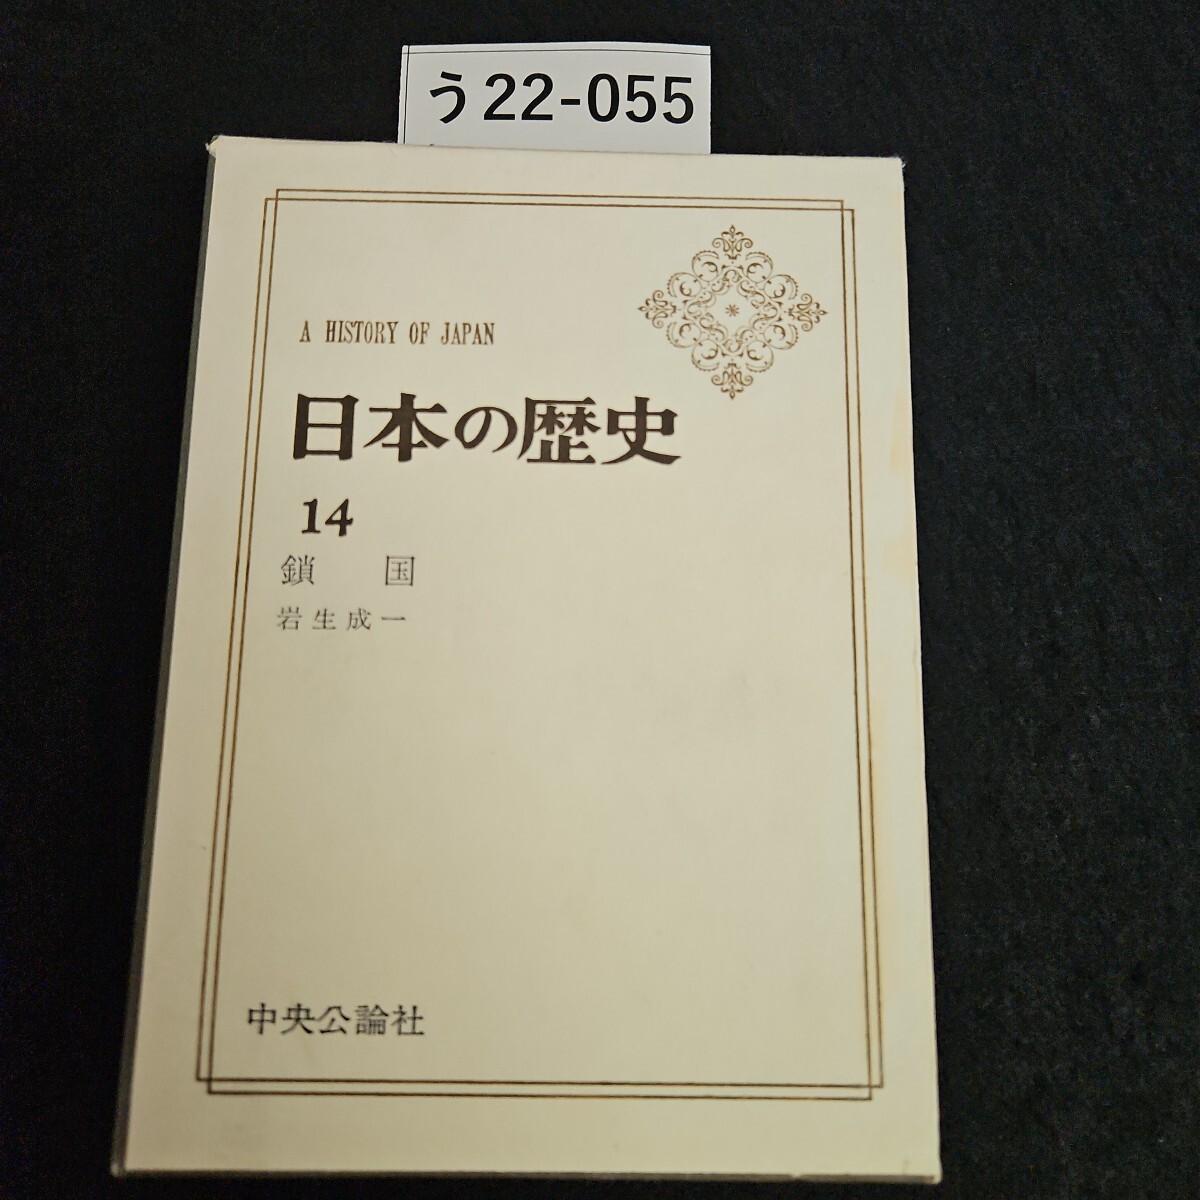 う22-055
A HISTORY OF JAPAN
日本の歴史
14
鎖国
岩生成一
中央公論社